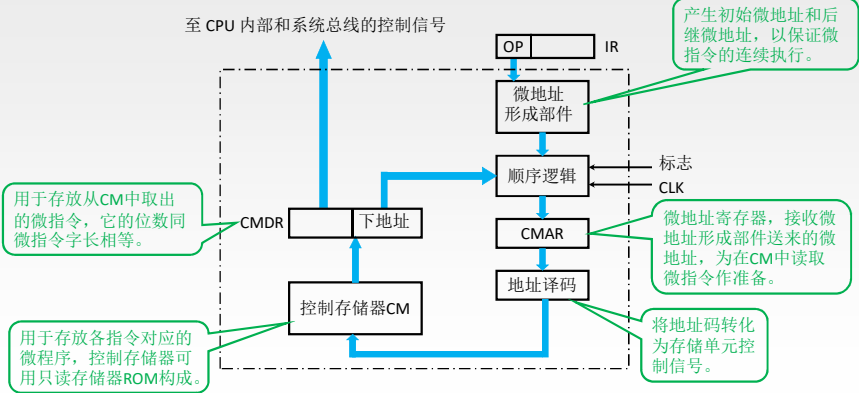 至 CPU 内部和系统总线的控制信号
OP
IR
产生初始微地址和后
继微地址，以保证微
指令的连续执行。
微地址
形成部件
顺序逻辑
标志
CLK
用于存放从CM中取出
的微指令，它的位数同
微指令字长相等。
CMDR
下地址
CMAR
微地址寄存器，接收微
地址形成部件送来的微
地址，为在CM中读取
微指令作准备。
地址译码
控制存储器CM
用于存放各指令对应的
微程序，控制存储器可
用只读存储器ROM构成。
将地址码转化
为存储单元控
制信号。